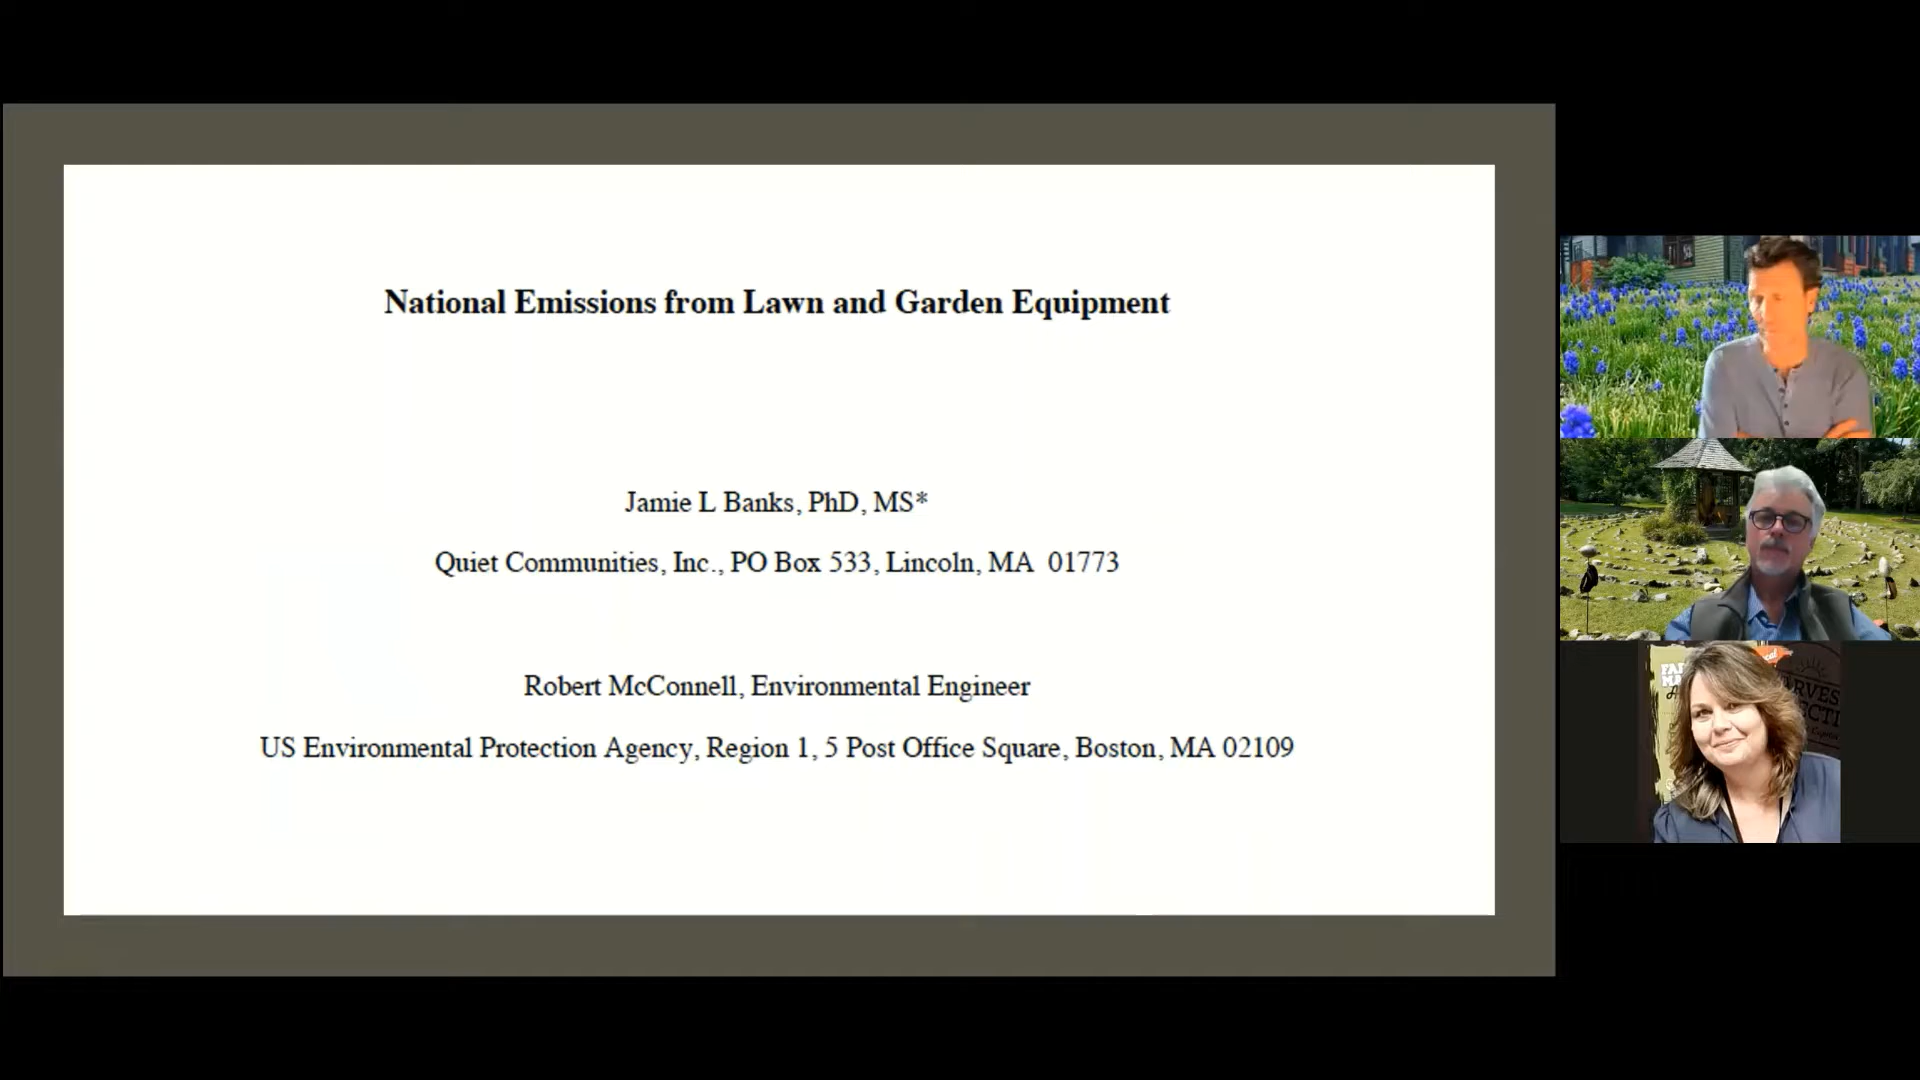 National Emissions from Lawn and Garden Equipment
Jamie L Banks, PhD, MS*
Quiet Communities, Inc., PO Box 533, Lincoln, MA 01773
Robert McConnell, Environmental Engineer
US Environmental Protection Agency, Region 1, 5 Post Office Square, Boston, MA 02109